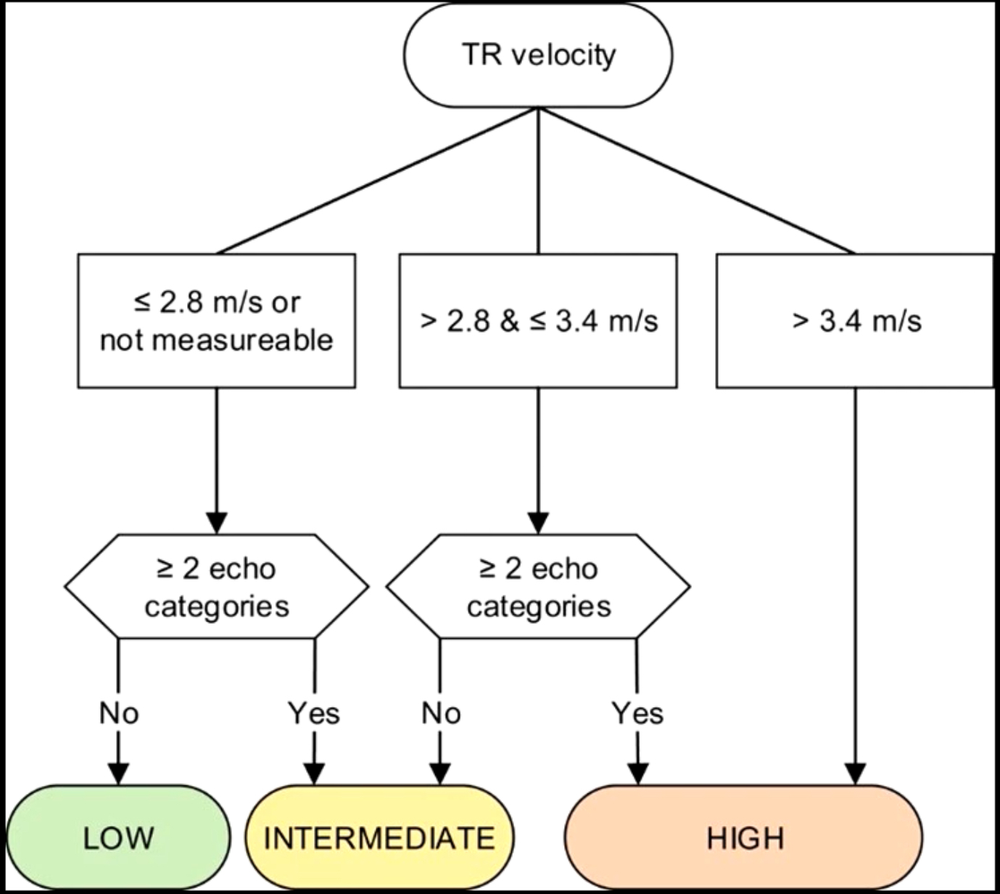 TR velocity
≤ 2.8 m/s or
not measureable
> 2.8 & ≤ 3.4 m/s
> 3.4 m/s
≥ 2 echo
categories
≥ 2 echo
categories
No
Yes
No
Yes
LOW
INTERMEDIATE
HIGH